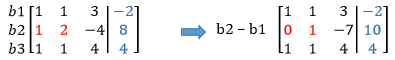 b1 [ 1 1 3 | −2 ] [ 1 1 3 | −2 ]
b2 [ 1 2 −4 | 8 ] b2 − b1 [ 0 1 −7 | 10 ]
b3 [ 1 1 4 | 4 ] [ 1 1 4 | 4 ]